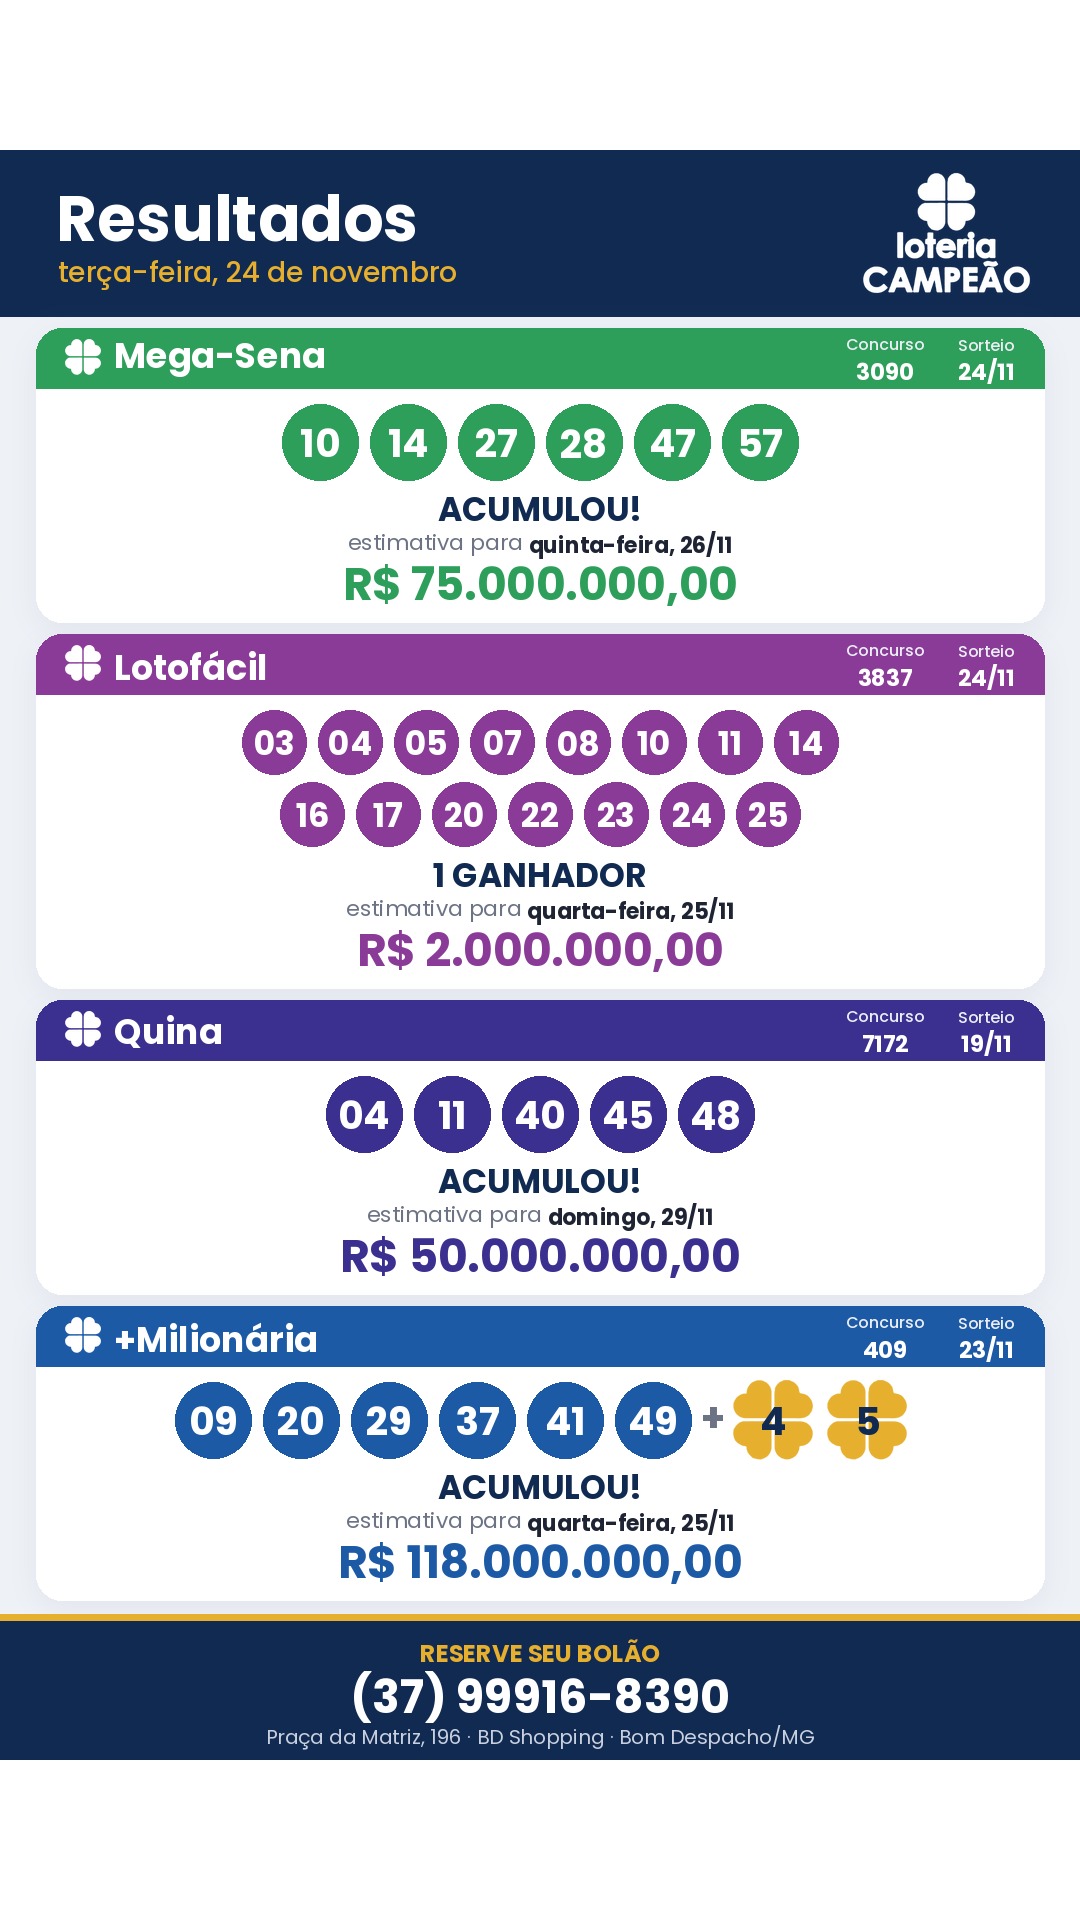 Resultados
terça-feira, 24 de novembro
loteria
CAMPEÃO
Mega-Sena
Concurso Sorteio
3090 24/11
10 14 27 28 47 57
ACUMULOU!
estimativa para quinta-feira, 26/11
R$ 75.000.000,00
Lotofácil
Concurso Sorteio
3837 24/11
03 04 05 07 08 10 11 14
16 17 20 22 23 24 25
1 GANHADOR
estimativa para quarta-feira, 25/11
R$ 2.000.000,00
Quina
Concurso Sorteio
7172 19/11
04 11 40 45 48
ACUMULOU!
estimativa para domingo, 29/11
R$ 50.000.000,00
+Milionária
Concurso Sorteio
409 23/11
09 20 29 37 41 49 + 4 5
ACUMULOU!
estimativa para quarta-feira, 25/11
R$ 118.000.000,00
RESERVE SEU BOLÃO
(37) 99916-8390
Praça da Matriz, 196 · BD Shopping · Bom Despacho/MG